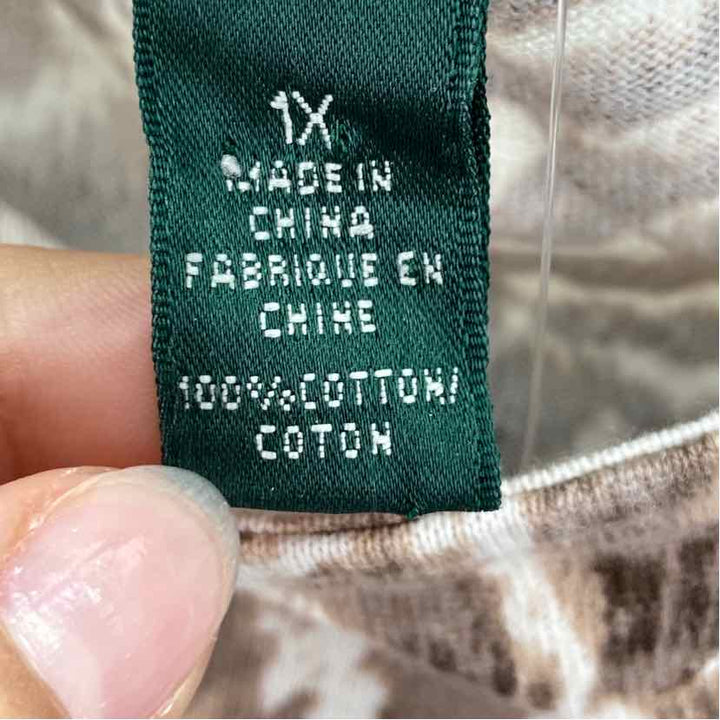 1X
MADE IN
CHINA
FABRIQUE EN
CHINE
100% COTTON/
COTON